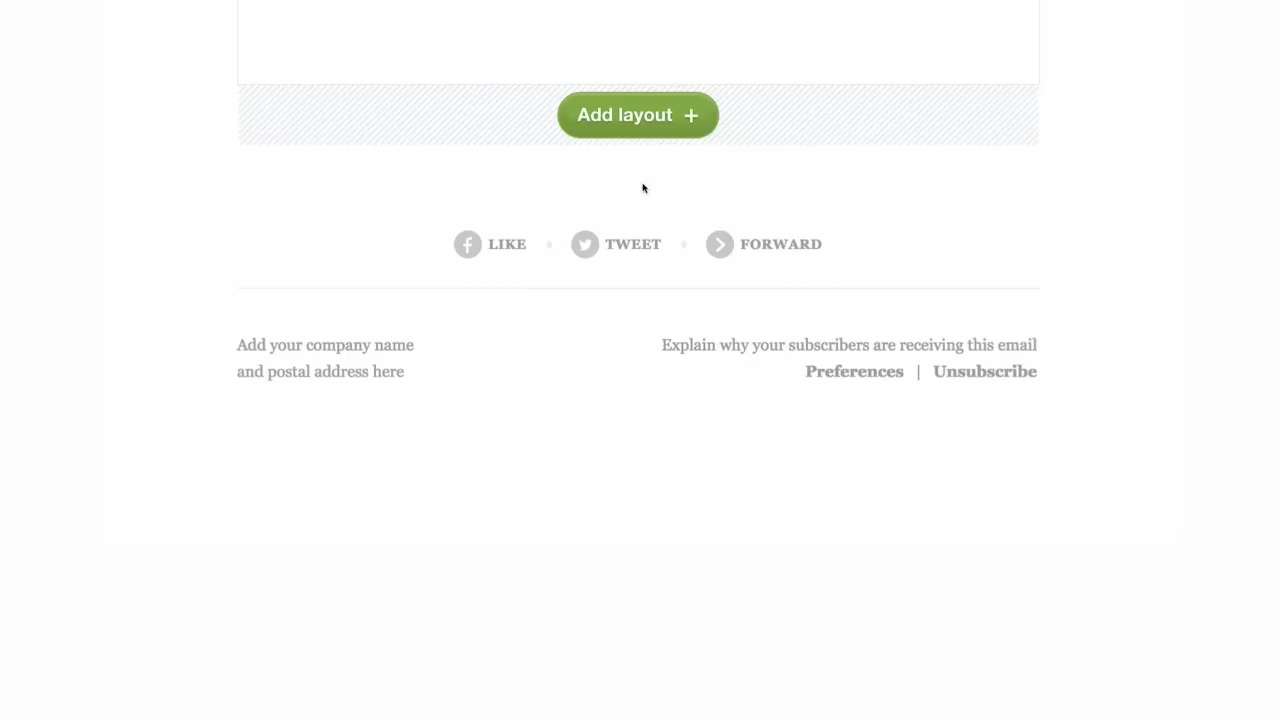 Add layout +
LIKE TWEET FORWARD
Add your company name
and postal address here
Explain why your subscribers are receiving this email
Preferences | Unsubscribe